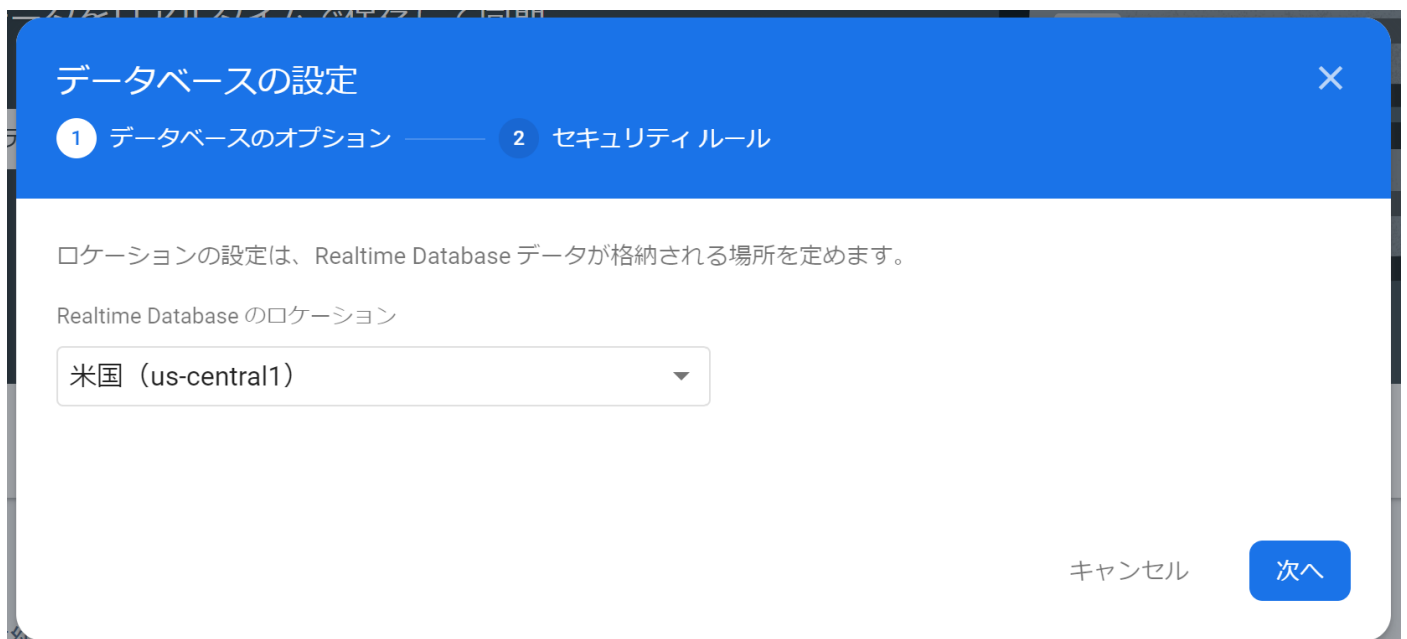 データベースの設定
1 データベースのオプション 2 セキュリティ ルール
ロケーションの設定は、Realtime Database データが格納される場所を定めます。
Realtime Database のロケーション
米国（us-central1）
キャンセル 次へ